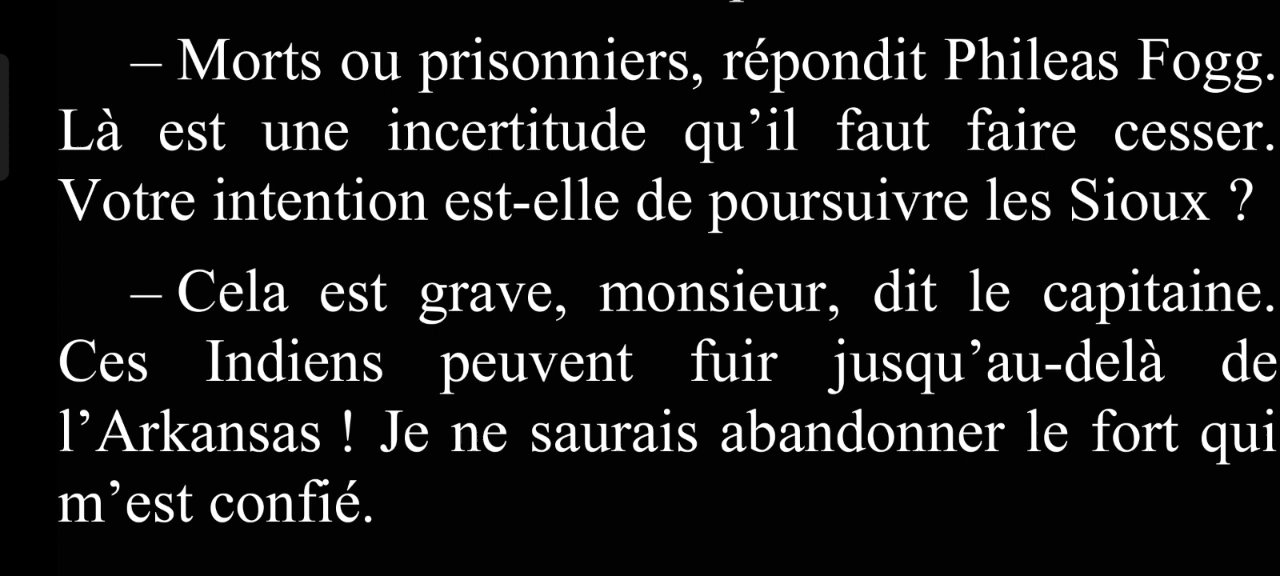 – Morts ou prisonniers, répondit Phileas Fogg.
Là est une incertitude qu’il faut faire cesser.
Votre intention est-elle de poursuivre les Sioux ?
– Cela est grave, monsieur, dit le capitaine.
Ces Indiens peuvent fuir jusqu’au-delà de
l’Arkansas ! Je ne saurais abandonner le fort qui
m’est confié.